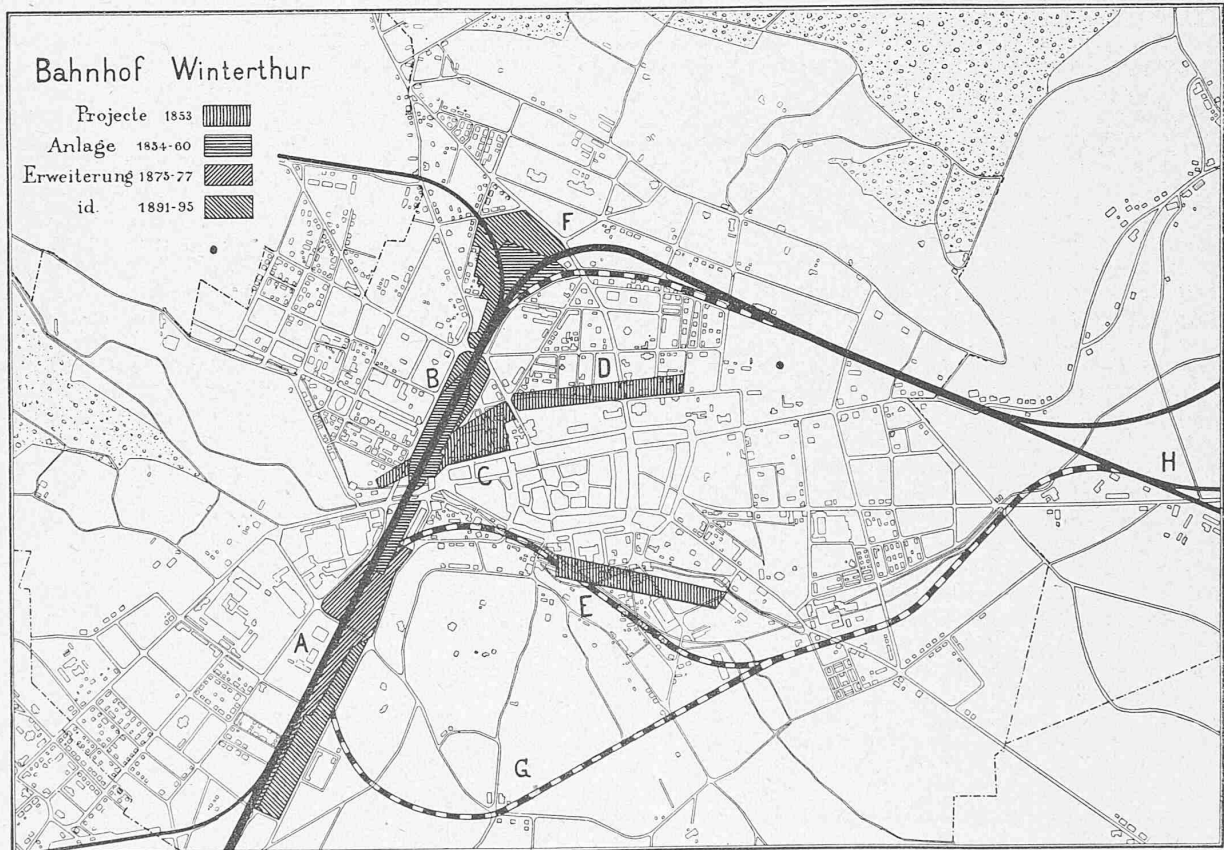 Bahnhof Winterthur
Projecte 1853
Anlage 1854-60
Erweiterung 1875-77
id. 1891-95
F
B
D
C
H
E
A
G